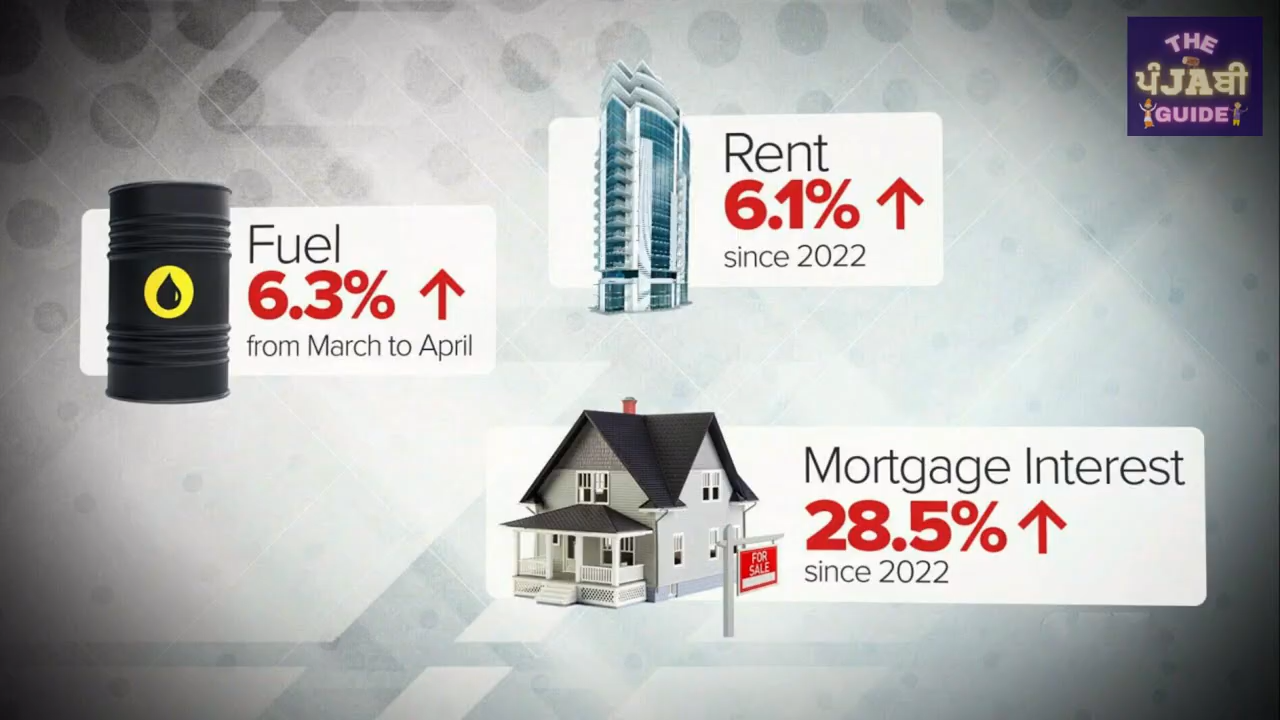 THE
ਪੰJAਬੀ
GUIDE
Rent
6.1% ↑
since 2022
Fuel
6.3% ↑
from March to April
Mortgage Interest
28.5% ↑
since 2022
FOR
SALE